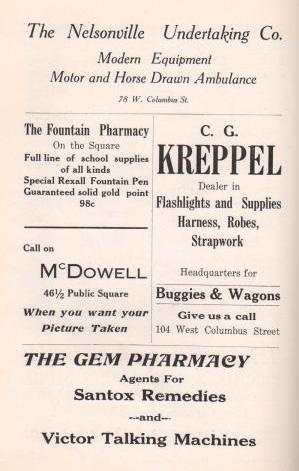 The Nelsonville Undertaking Co.
Modern Equipment
Motor and Horse Drawn Ambulance
78 W. Columbus St.
The Fountain Pharmacy
On the Square
Full line of school supplies
of all kinds
Special Rexall Fountain Pen
Guaranteed solid gold point
98c
Call on
McDOWELL
46½ Public Square
When you want your
Picture Taken
C. G.
KREPPEL
Dealer in
Flashlights and Supplies
Harness, Robes,
Strapwork
Headquarters for
Buggies & Wagons
Give us a call
104 West Columbus Street
THE GEM PHARMACY
Agents For
Santox Remedies
---and---
Victor Talking Machines